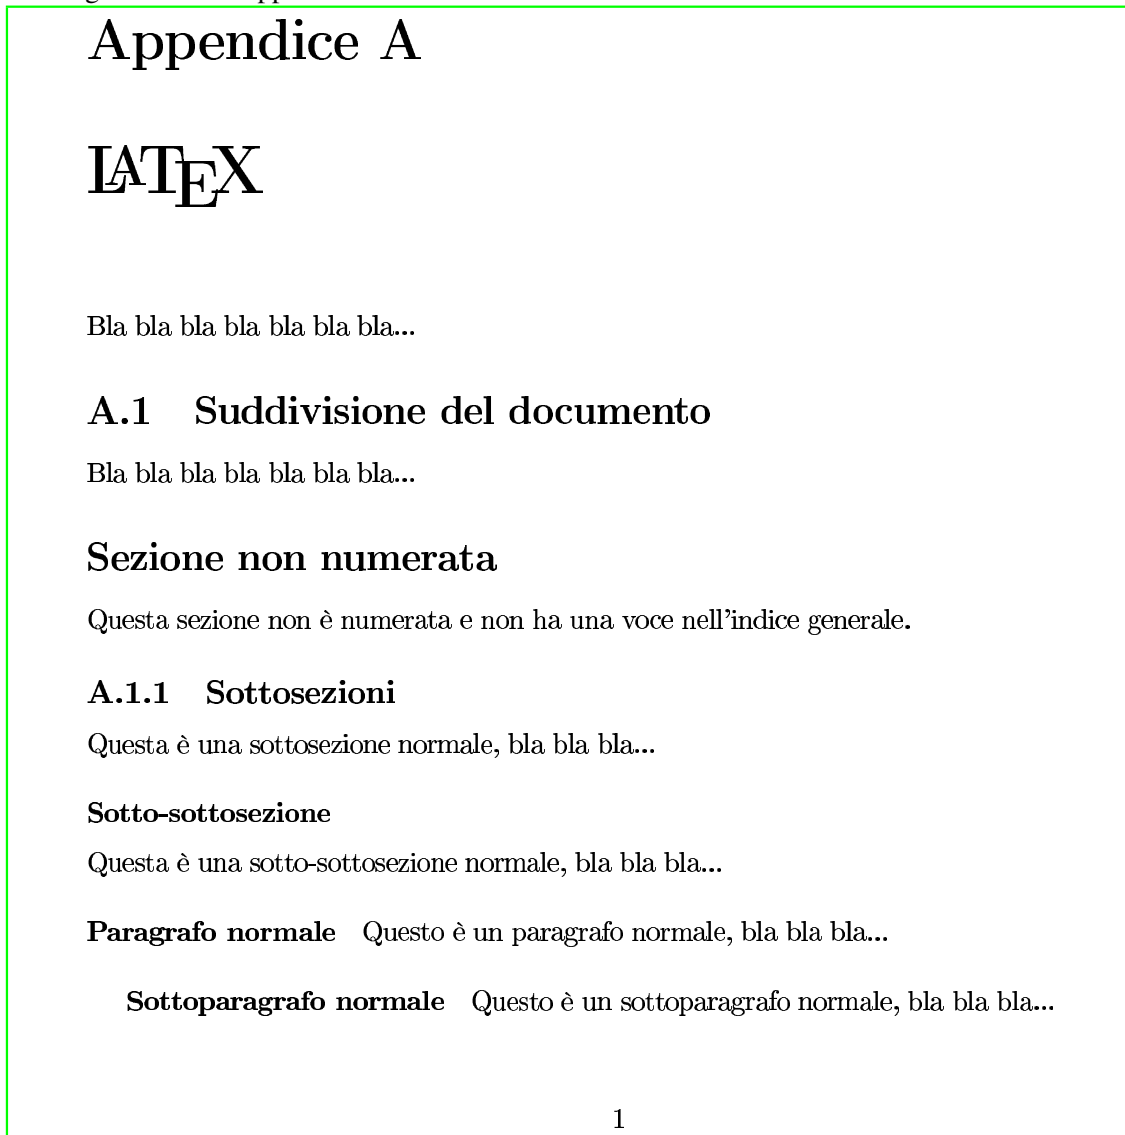 Appendice A
LATEX
Bla bla bla bla bla bla bla...
A.1 Suddivisione del documento
Bla bla bla bla bla bla bla...
Sezione non numerata
Questa sezione non è numerata e non ha una voce nell'indice generale.
A.1.1 Sottosezioni
Questa è una sottosezione normale, bla bla bla...
Sotto-sottosezione
Questa è una sotto-sottosezione normale, bla bla bla...
Paragrafo normale Questo è un paragrafo normale, bla bla bla...
Sottoparagrafo normale Questo è un sottoparagrafo normale, bla bla bla...
1